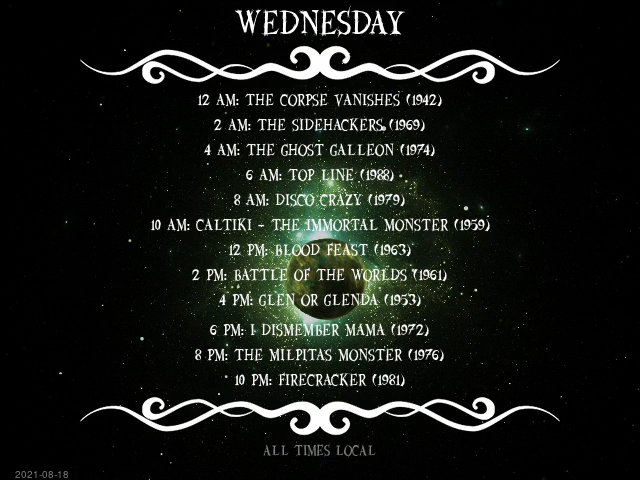 WEDNESDAY
12 AM: THE CORPSE VANISHES (1942)
2 AM: THE SIDEHACKERS (1969)
4 AM: THE GHOST GALLEON (1974)
6 AM: TOP LINE (1988)
8 AM: DISCO CRAZY (1979)
10 AM: CALTIKI - THE IMMORTAL MONSTER (1959)
12 PM: BLOOD FEAST (1963)
2 PM: BATTLE OF THE WORLDS (1961)
4 PM: GLEN OR GLENDA (1953)
6 PM: I DISMEMBER MAMA (1972)
8 PM: THE MILPITAS MONSTER (1976)
10 PM: FIRECRACKER (1981)
ALL TIMES LOCAL
2021-08-18